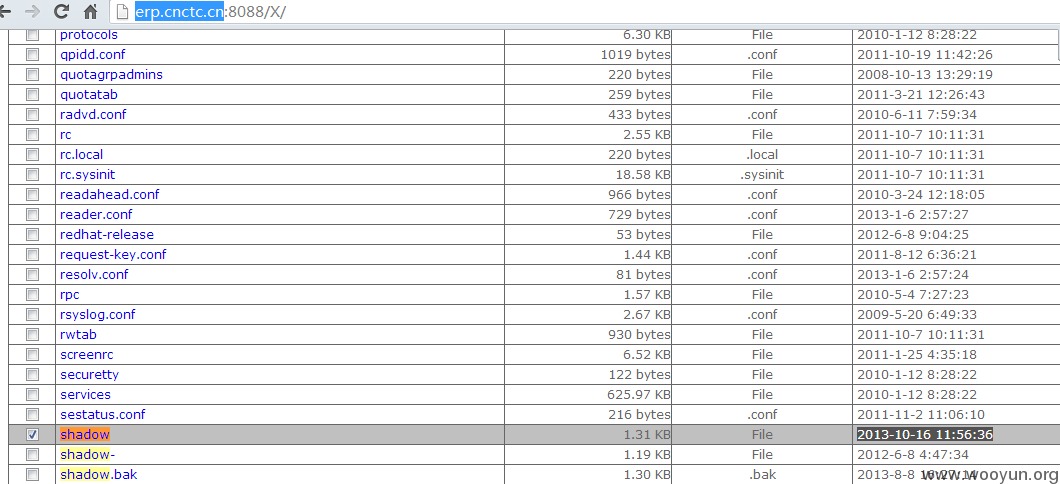 erp.cnctc.cn:8088/X/
protocols 6.30 KB File 2010-1-12 8:28:22
qpidd.conf 1019 bytes .conf 2011-10-19 11:42:26
quotagrpadmins 220 bytes File 2008-10-13 13:29:19
quotatab 259 bytes File 2011-3-21 12:26:43
radvd.conf 433 bytes .conf 2010-6-11 7:59:34
rc 2.55 KB File 2011-10-7 10:11:31
rc.local 220 bytes .local 2011-10-7 10:11:31
rc.sysinit 18.58 KB .sysinit 2011-10-7 10:11:31
readahead.conf 966 bytes .conf 2010-3-24 12:18:05
reader.conf 729 bytes .conf 2013-1-6 2:57:27
redhat-release 53 bytes File 2012-6-8 9:04:25
request-key.conf 1.44 KB .conf 2011-8-12 6:36:21
resolv.conf 81 bytes .conf 2013-1-6 2:57:24
rpc 1.57 KB File 2010-5-4 7:27:23
rsyslog.conf 2.67 KB .conf 2009-5-20 6:49:33
rwtab 930 bytes File 2011-10-7 10:11:31
screenrc 6.52 KB File 2011-1-25 4:35:18
securetty 122 bytes File 2010-1-12 8:28:22
services 625.97 KB File 2010-1-12 8:28:22
sestatus.conf 216 bytes .conf 2011-11-2 11:06:10
shadow 1.31 KB File 2013-10-16 11:56:36
shadow- 1.19 KB File 2012-6-8 4:47:34
shadow.bak 1.30 KB .bak 2013-8-8
www.wooyun.org